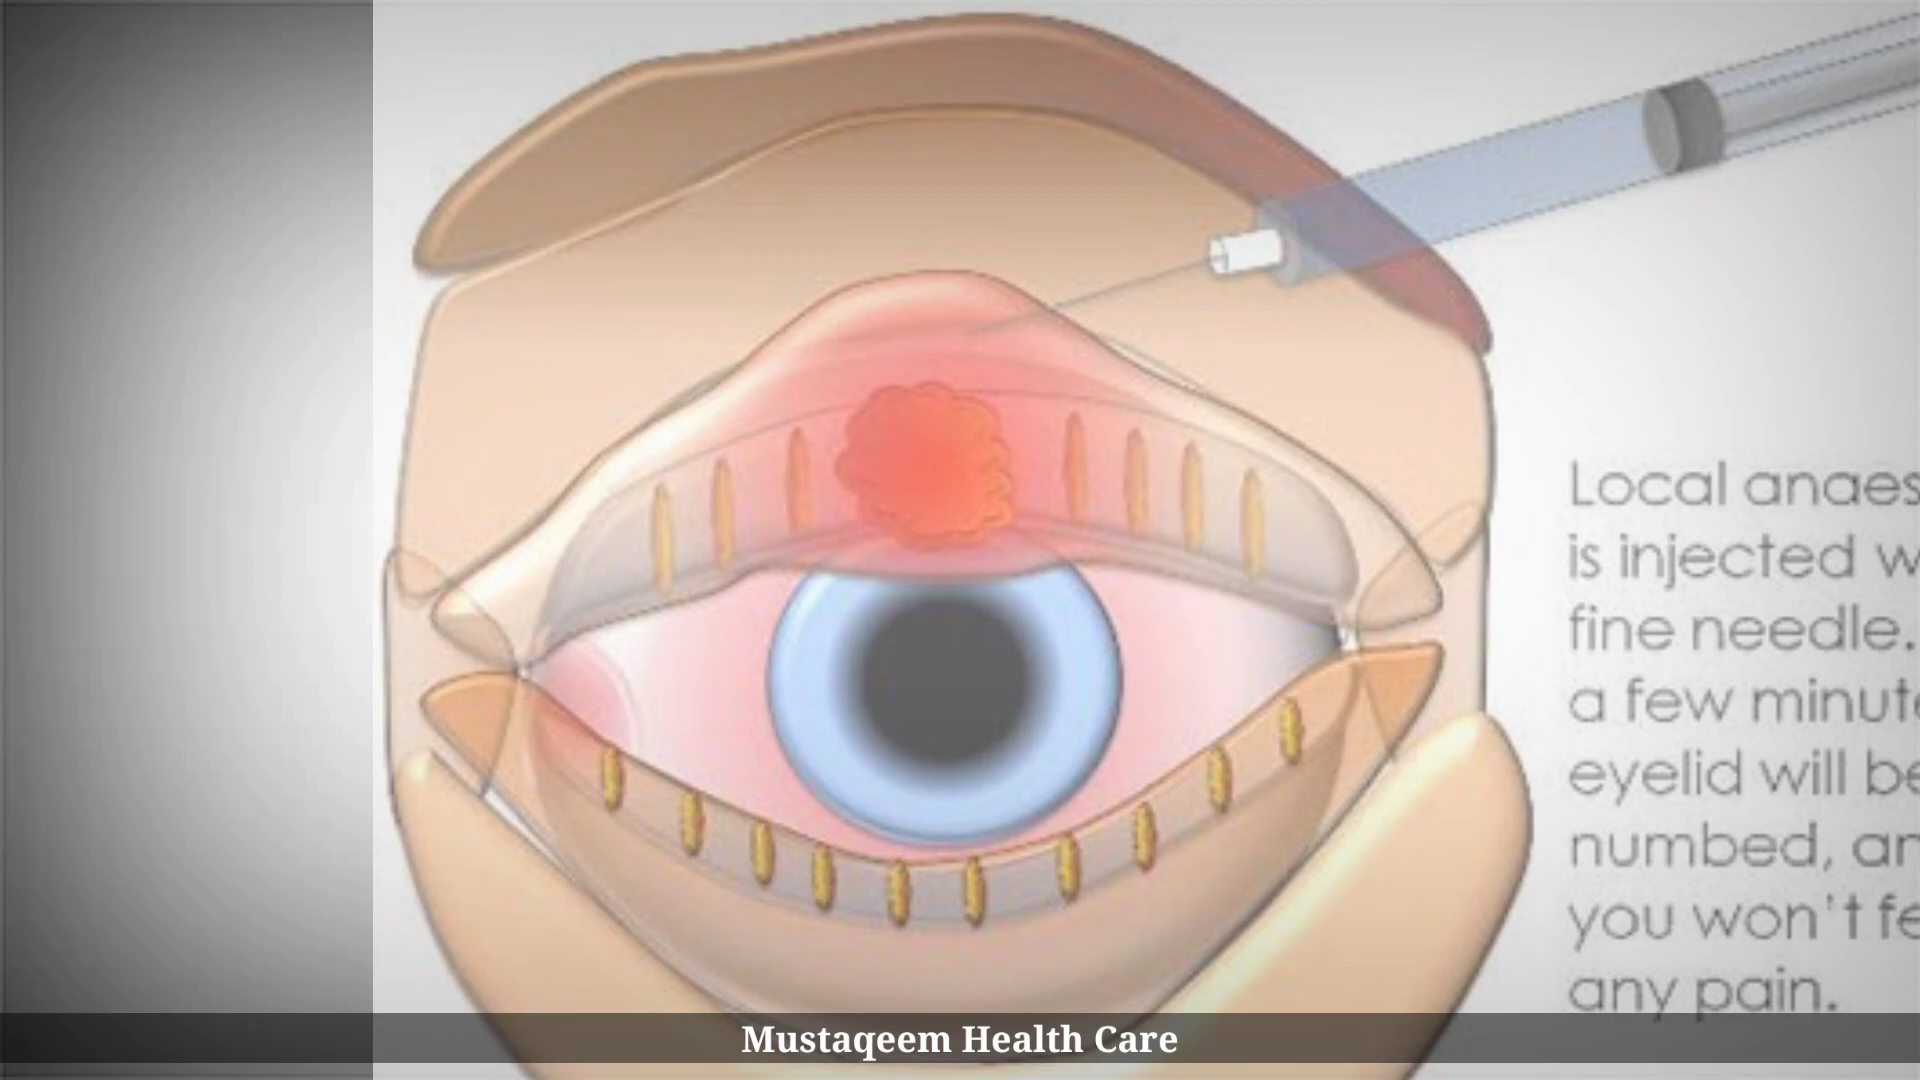 Local anaes
is injected w
fine needle.
a few minut
eyelid will be
numbed, an
you won't fe
any pain.
Mustaqeem Health Care